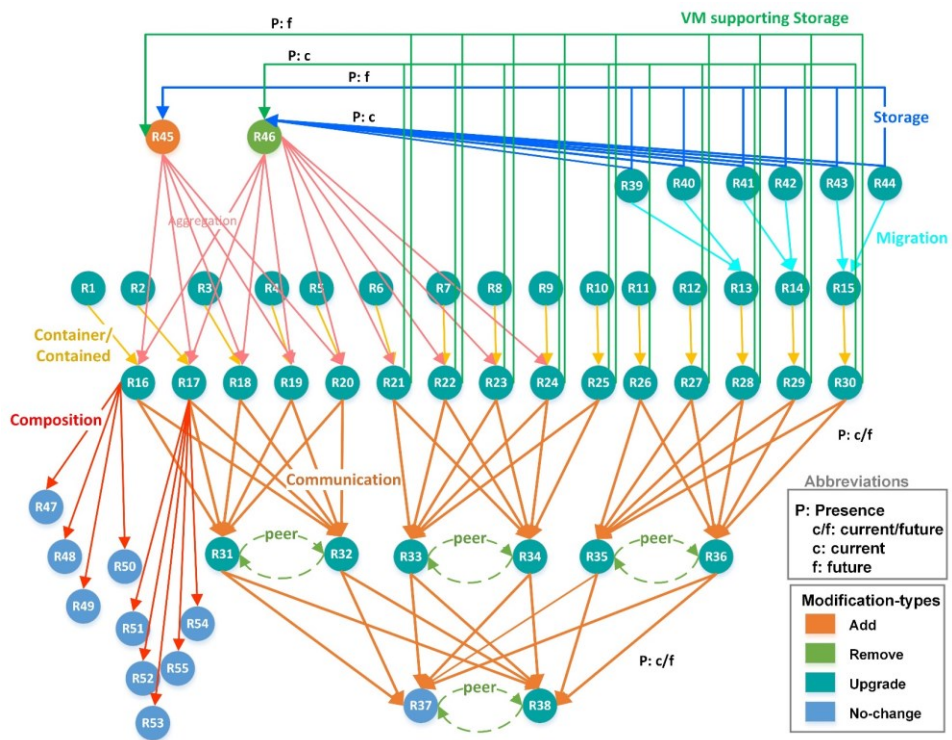 VM supporting Storage
P: f
P: c
P: f
P: c
Storage
R45
R46
R39
R40
R41
R42
R43
R44
Aggregation
Migration
R1
R2
R3
R4
R5
R6
R7
R8
R9
R10
R11
R12
R13
R14
R15
Container/
Contained
R16
R17
R18
R19
R20
R21
R22
R23
R24
R25
R26
R27
R28
R29
R30
Composition
P: c/f
Communication
R47
R48
R49
R50
R51
R52
R53
R54
R55
R31
peer
R32
R33
peer
R34
R35
peer
R36
P: c/f
R37
peer
R38
Abbreviations
P: Presence
c/f: current/future
c: current
f: future
Modification-types
Add
Remove
Upgrade
No-change